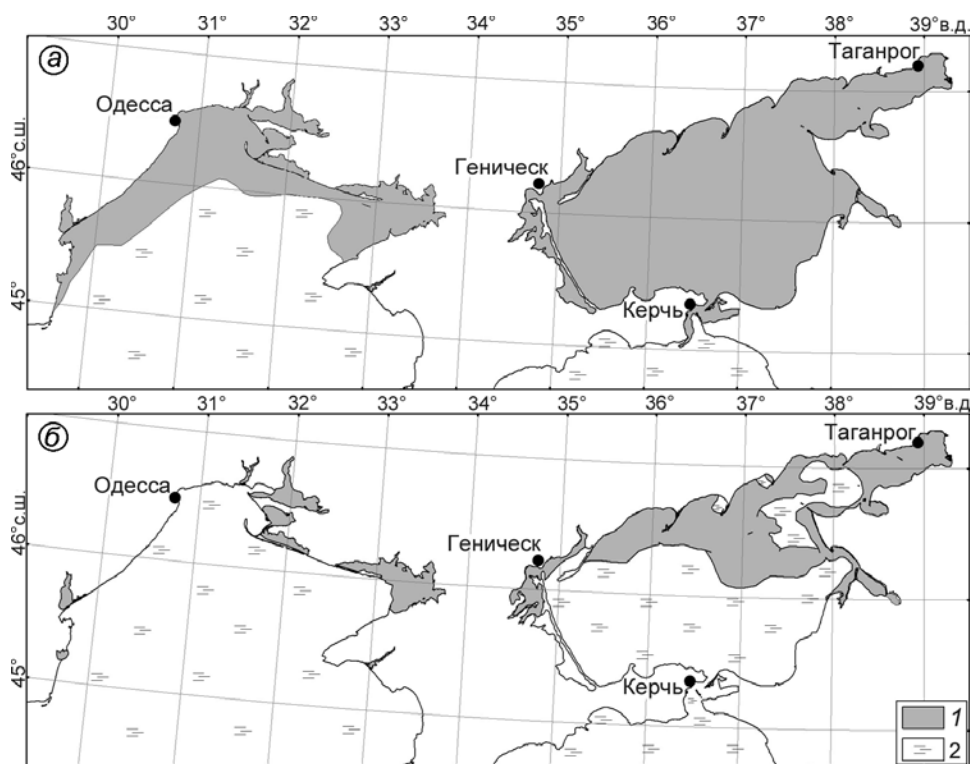 30° 31° 32° 33° 34° 35° 36° 37° 38° 39° в.д.
а
Таганрог
Одесса
46° с.ш.
Геническ
45°
Керчь
30° 31° 32° 33° 34° 35° 36° 37° 38° 39° в.д.
б
Таганрог
Одесса
46° с.ш.
Геническ
45°
Керчь
1
2